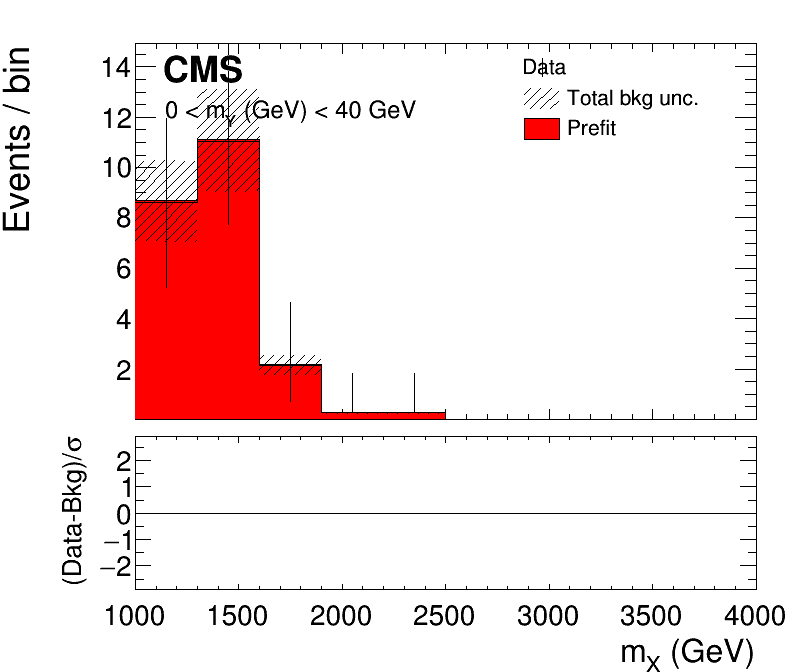 Events / bin
14
12
10
8
6
4
2
CMS
0 < m_Y (GeV) < 40 GeV
Data
Total bkg unc.
Prefit
(Data-Bkg)/σ
2
1
0
−1
−2
1000 1500 2000 2500 3000 3500 4000
m_X (GeV)